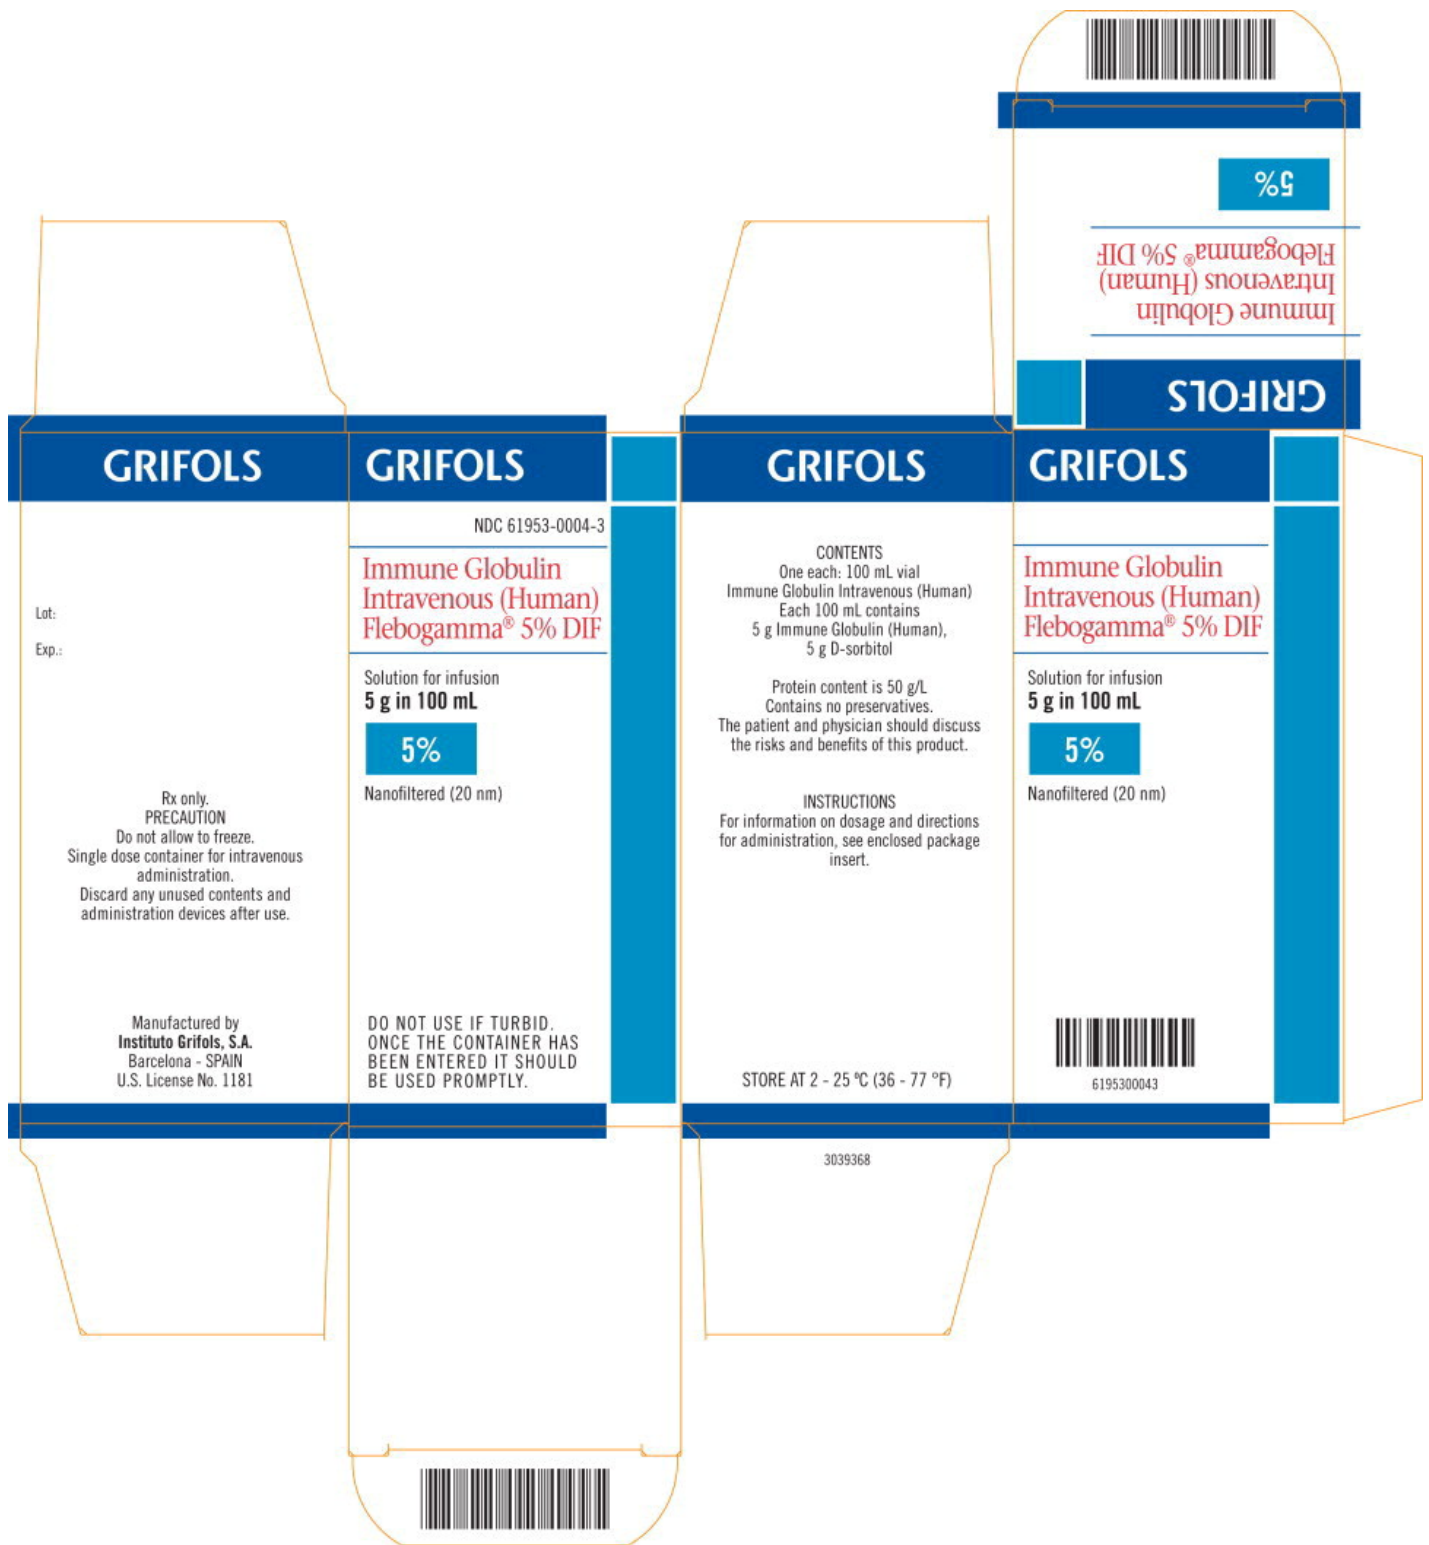 5%
Immune Globulin
Intravenous (Human)
Flebogamma® 5% DIF
GRIFOLS
GRIFOLS
Lot:
Exp.:
Rx only.
PRECAUTION
Do not allow to freeze.
Single dose container for intravenous
administration.
Discard any unused contents and
administration devices after use.
Manufactured by
Instituto Grifols, S.A.
Barcelona - SPAIN
U.S. License No. 1181
GRIFOLS
NDC 61953-0004-3
Immune Globulin
Intravenous (Human)
Flebogamma® 5% DIF
Solution for infusion
5 g in 100 mL
5%
Nanofiltered (20 nm)
DO NOT USE IF TURBID.
ONCE THE CONTAINER HAS
BEEN ENTERED IT SHOULD
BE USED PROMPTLY.
GRIFOLS
CONTENTS
One each: 100 mL vial
Immune Globulin Intravenous (Human)
Each 100 mL contains
5 g Immune Globulin (Human),
5 g D-sorbitol
Protein content is 50 g/L
Contains no preservatives.
The patient and physician should discuss
the risks and benefits of this product.
INSTRUCTIONS
For information on dosage and directions
for administration, see enclosed package
insert.
STORE AT 2 - 25 ºC (36 - 77 °F)
3039368
GRIFOLS
Immune Globulin
Intravenous (Human)
Flebogamma® 5% DIF
Solution for infusion
5 g in 100 mL
5%
Nanofiltered (20 nm)
6195300043